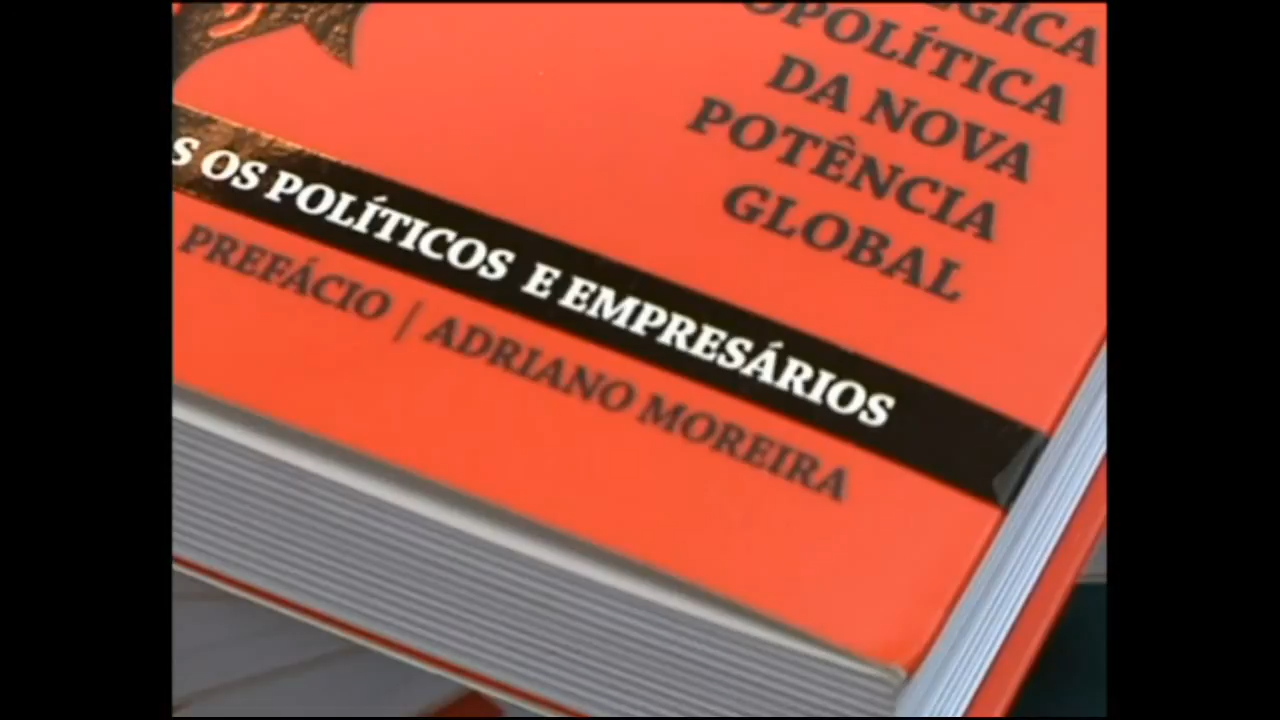 OPOLÍTICA
DA NOVA
POTÊNCIA
GLOBAL
S OS POLÍTICOS E EMPRESÁRIOS
PREFÁCIO | ADRIANO MOREIRA